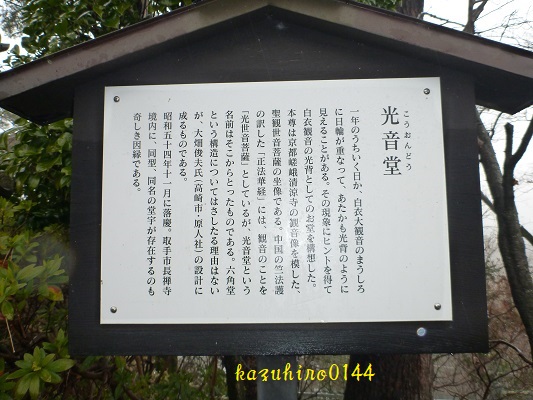 光音堂
こうおんどう
一年のうちいく日か、白衣大観音のまうしろ
に日輪が重なって、あたかも光背のように
見えることがある。その現象にヒントを得て
白衣観音の光背としてのお堂を構想した。
本尊は京都嵯峨清涼寺の観音像を模した、
聖観世音菩薩の坐像である。中国の竺法護
の訳した「正法華経」には、観音のことを
「光世音菩薩」としているが、光音堂という
名前はそこからとったものである。六角堂
という構造についてはさしたる理由はない
が、大畑俊夫氏(高崎市・原人社)の設計に
成るものである。
昭和五十四年十一月に落慶。取手市長禅寺
境内に、同型、同名の堂宇が存在するのも
奇しき因縁である。
kazuhiro0144